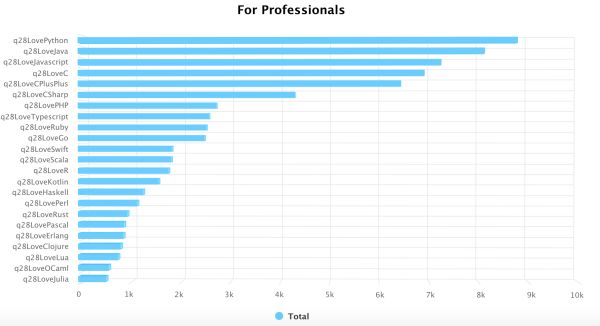 For Professionals
q28LovePython
q28LoveJava
q28LoveJavascript
q28LoveC
q28LoveCPlusPlus
q28LoveCSharp
q28LovePHP
q28LoveTypescript
q28LoveRuby
q28LoveGo
q28LoveSwift
q28LoveScala
q28LoveR
q28LoveKotlin
q28LoveHaskell
q28LovePerl
q28LoveRust
q28LovePascal
q28LoveErlang
q28LoveClojure
q28LoveLua
q28LoveOCaml
q28LoveJulia
0 1k 2k 3k 4k 5k 6k 7k 8k 9k 10k
Total